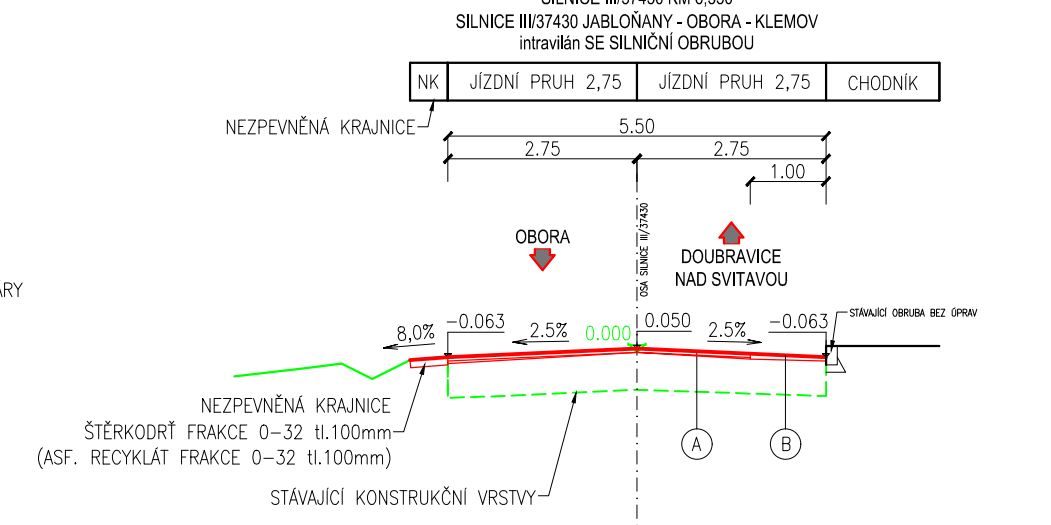 SILNICE III/37430 JABLOŇANY - OBORA - KLEMOV
intravilán SE SILNIČNÍ OBRUBOU
NK JÍZDNÍ PRUH 2,75 JÍZDNÍ PRUH 2,75 CHODNÍK
NEZPEVNĚNÁ KRAJNICE
5.50
2.75 2.75
1.00
OSA SILNICE III/37430
OBORA
DOUBRAVICE
NAD SVITAVOU
STÁVAJÍCÍ OBRUBA BEZ ÚPRAV
8,0% -0.063 2.5% 0.000 0.050 2.5% -0.063
NEZPEVNĚNÁ KRAJNICE
ŠTĚRKODRŤ FRAKCE 0-32 tl.100mm
(ASF. RECYKLÁT FRAKCE 0-32 tl.100mm)
A B
STÁVAJÍCÍ KONSTRUKČNÍ VRSTVY